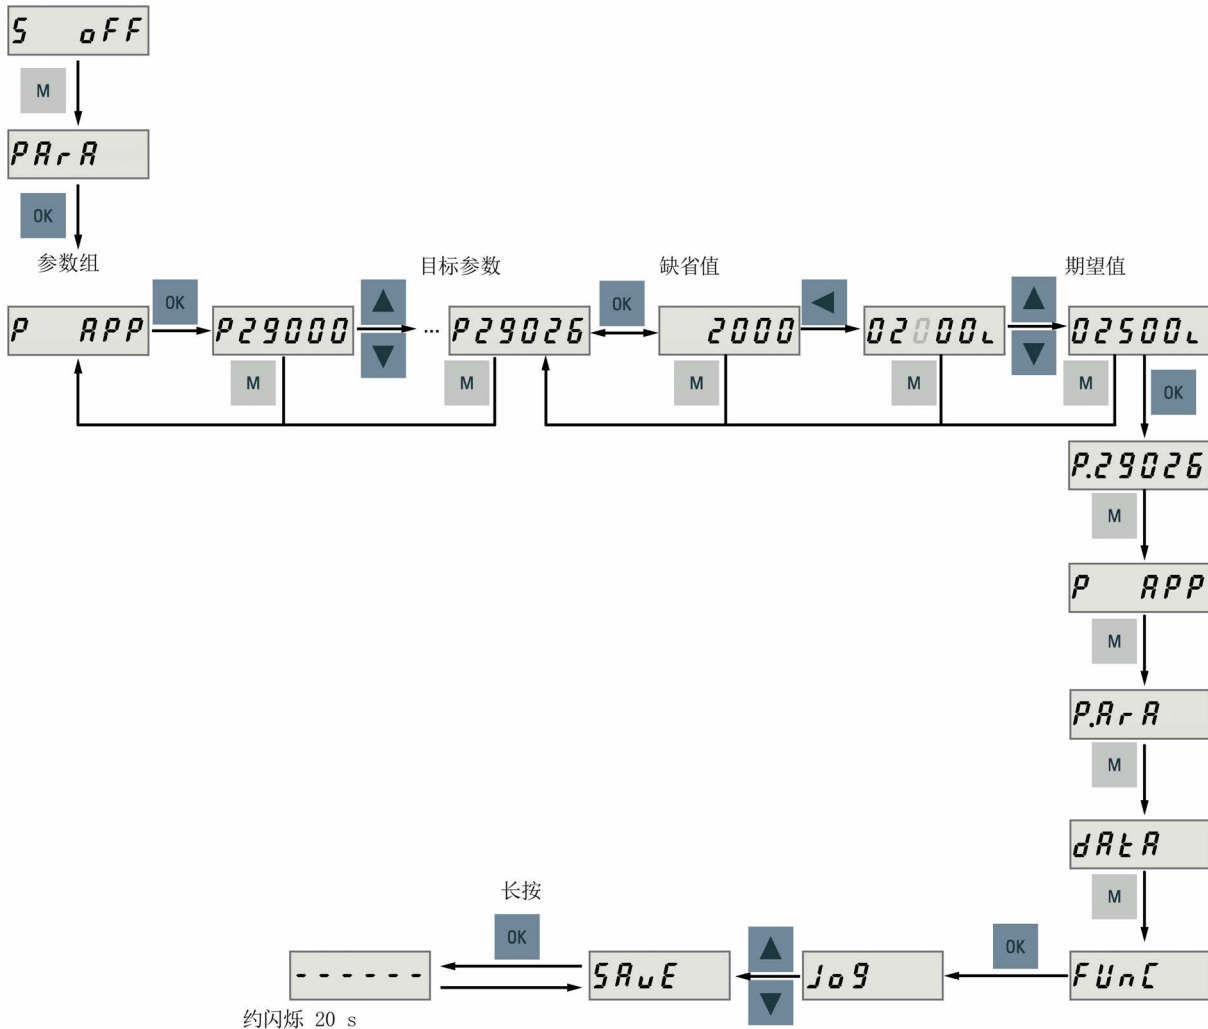 S oFF
M
PArA
OK
参数组
目标参数
缺省值
期望值
P APP
OK
P29000
...
P29026
OK
2000
02000L
02500L
M
M
M
M
M
OK
P.29026
M
P APP
M
P.ArA
M
dAtA
M
长按
OK
OK
------
SAvE
Jog
FUnC
约闪烁 20 s